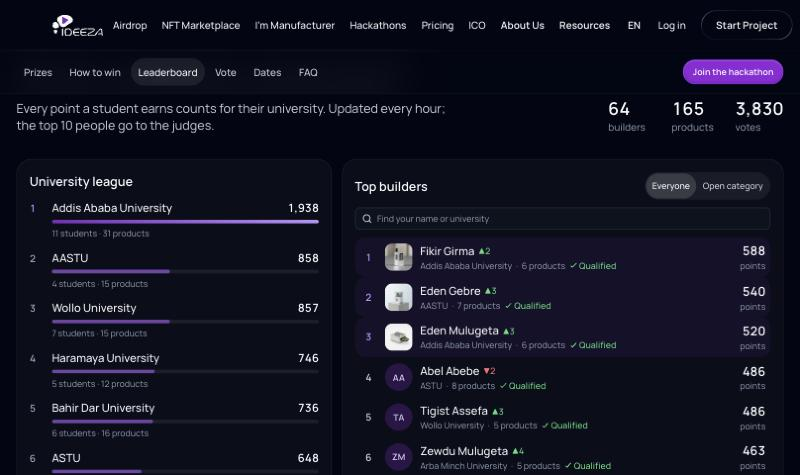 IDEEZA
Airdrop NFT Marketplace I'm Manufacturer Hackathons Pricing ICO About Us Resources EN Log in Start Project
Prizes How to win Leaderboard Vote Dates FAQ Join the hackathon
Every point a student earns counts for their university. Updated every hour;
the top 10 people go to the judges.
64 165 3,830
builders products votes
University league
1 Addis Ababa University 1,938
11 students · 31 products
2 AASTU 858
4 students · 15 products
3 Wollo University 857
7 students · 15 products
4 Haramaya University 746
5 students · 12 products
5 Bahir Dar University 736
6 students · 16 products
6 ASTU 648
Top builders Everyone Open category
Find your name or university
1 Fikir Girma ▲2 588
Addis Ababa University · 6 products ✓ Qualified points
2 Eden Gebre ▲3 540
AASTU · 7 products ✓ Qualified points
3 Eden Mulugeta ▲3 520
Addis Ababa University · 6 products ✓ Qualified points
4 AA Abel Abebe ▼2 486
ASTU · 8 products ✓ Qualified points
5 TA Tigist Assefa ▲3 486
Wollo University · 5 products ✓ Qualified points
6 ZM Zewdu Mulugeta ▲4 463
Arba Minch University · 5 products ✓ Qualified points